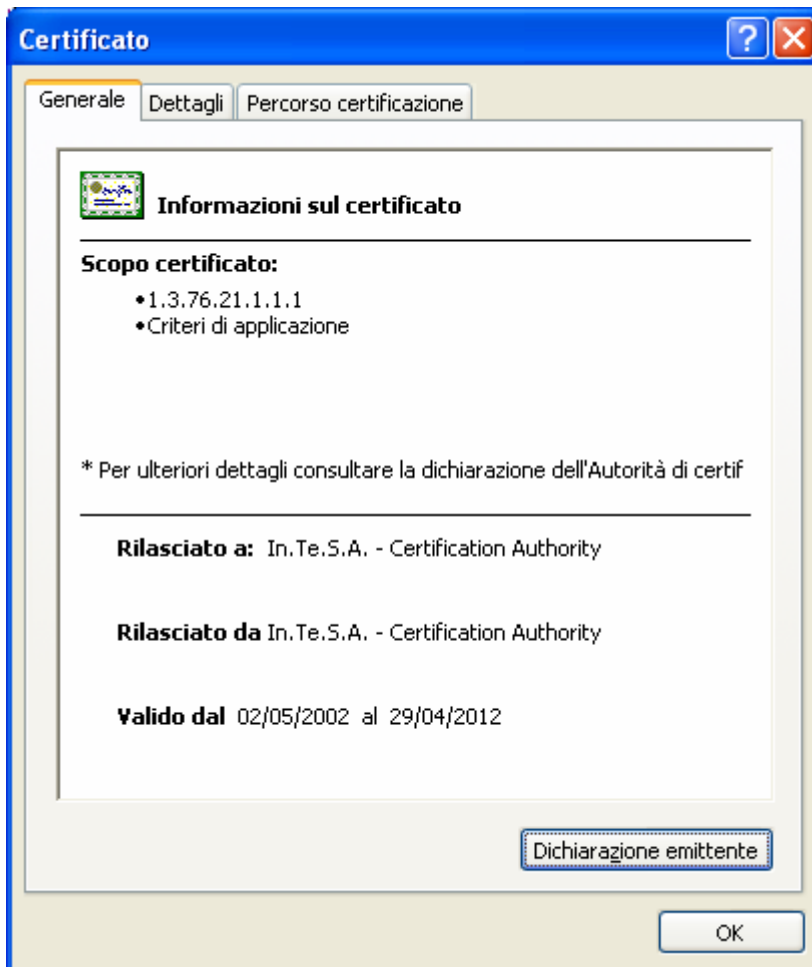 Certificato
Generale Dettagli Percorso certificazione
Informazioni sul certificato
Scopo certificato:
•1.3.76.21.1.1.1
•Criteri di applicazione
* Per ulteriori dettagli consultare la dichiarazione dell'Autorità di certif
Rilasciato a: In.Te.S.A. - Certification Authority
Rilasciato da In.Te.S.A. - Certification Authority
Valido dal 02/05/2002 al 29/04/2012
Dichiarazione emittente
OK